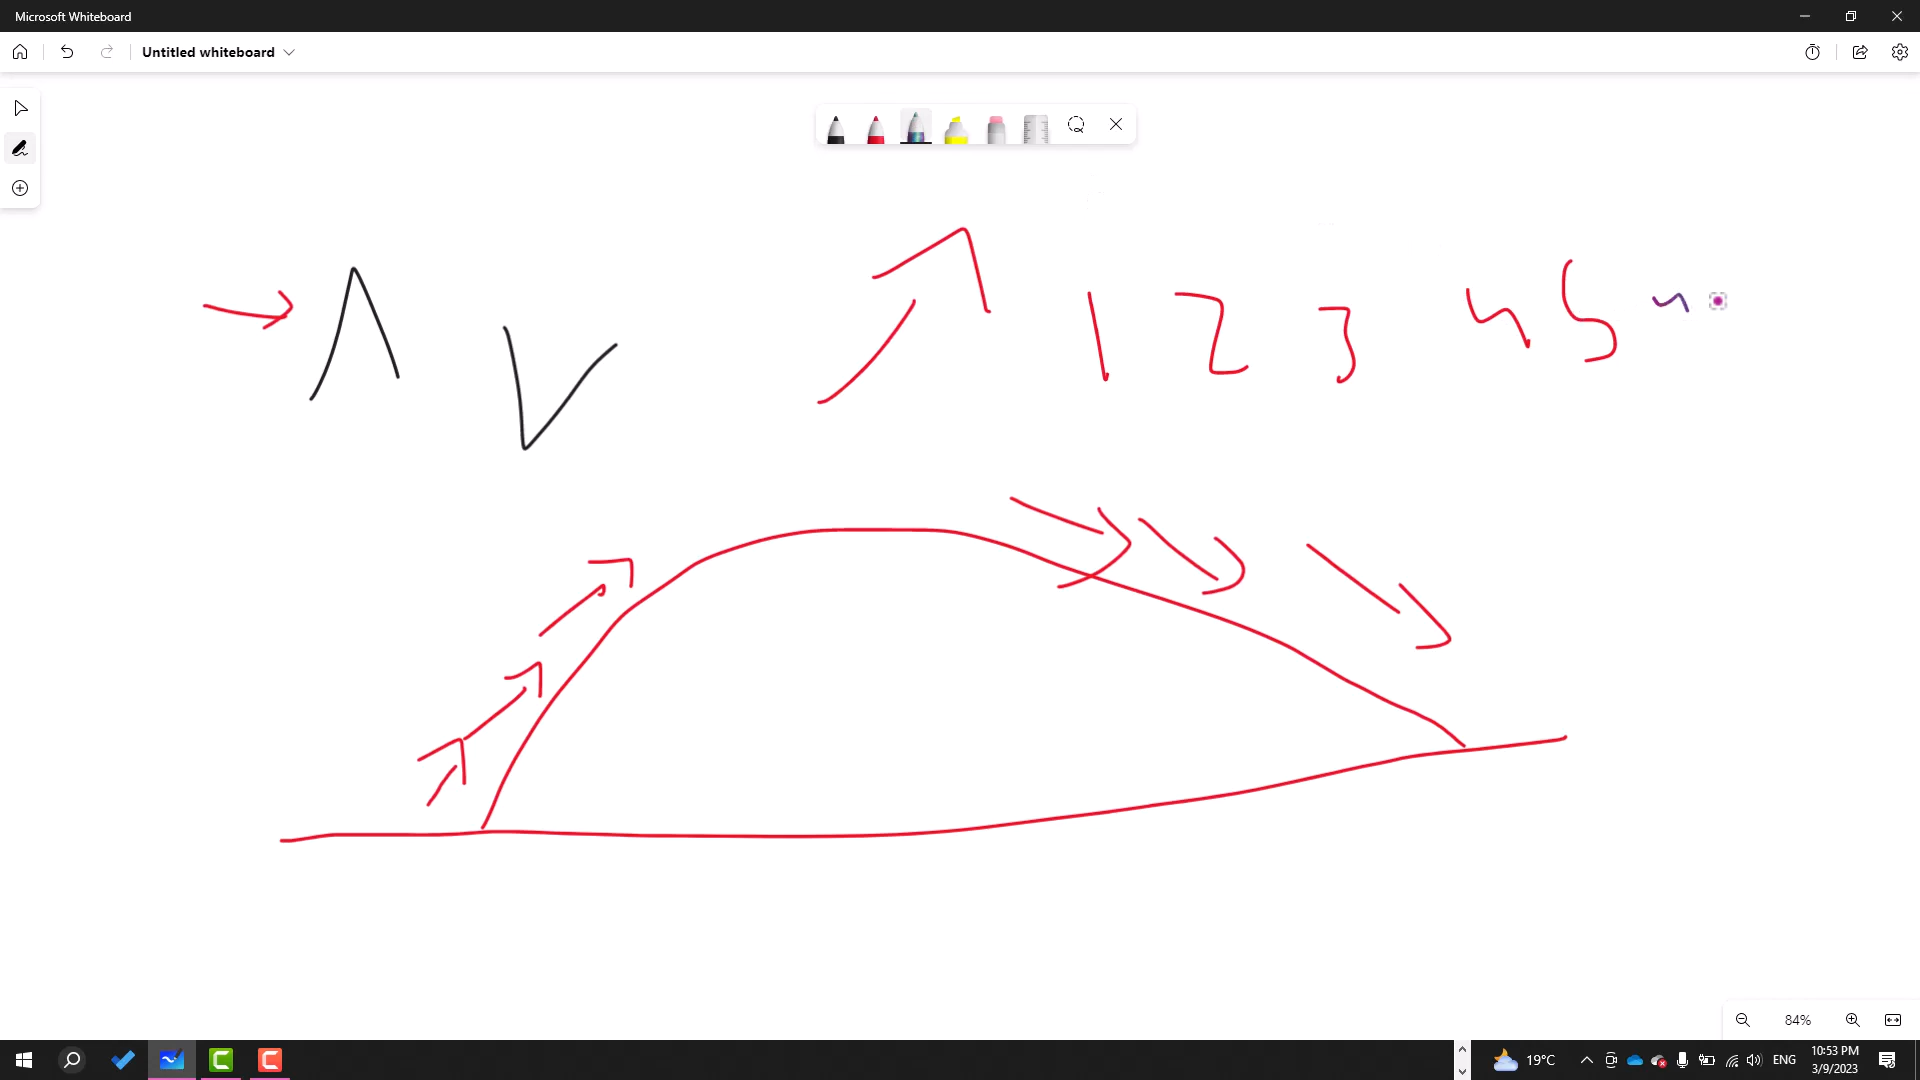 Microsoft Whiteboard
Untitled whiteboard
1 2 3 4 5
84%
19°C
ENG
10:53 PM
3/9/2023